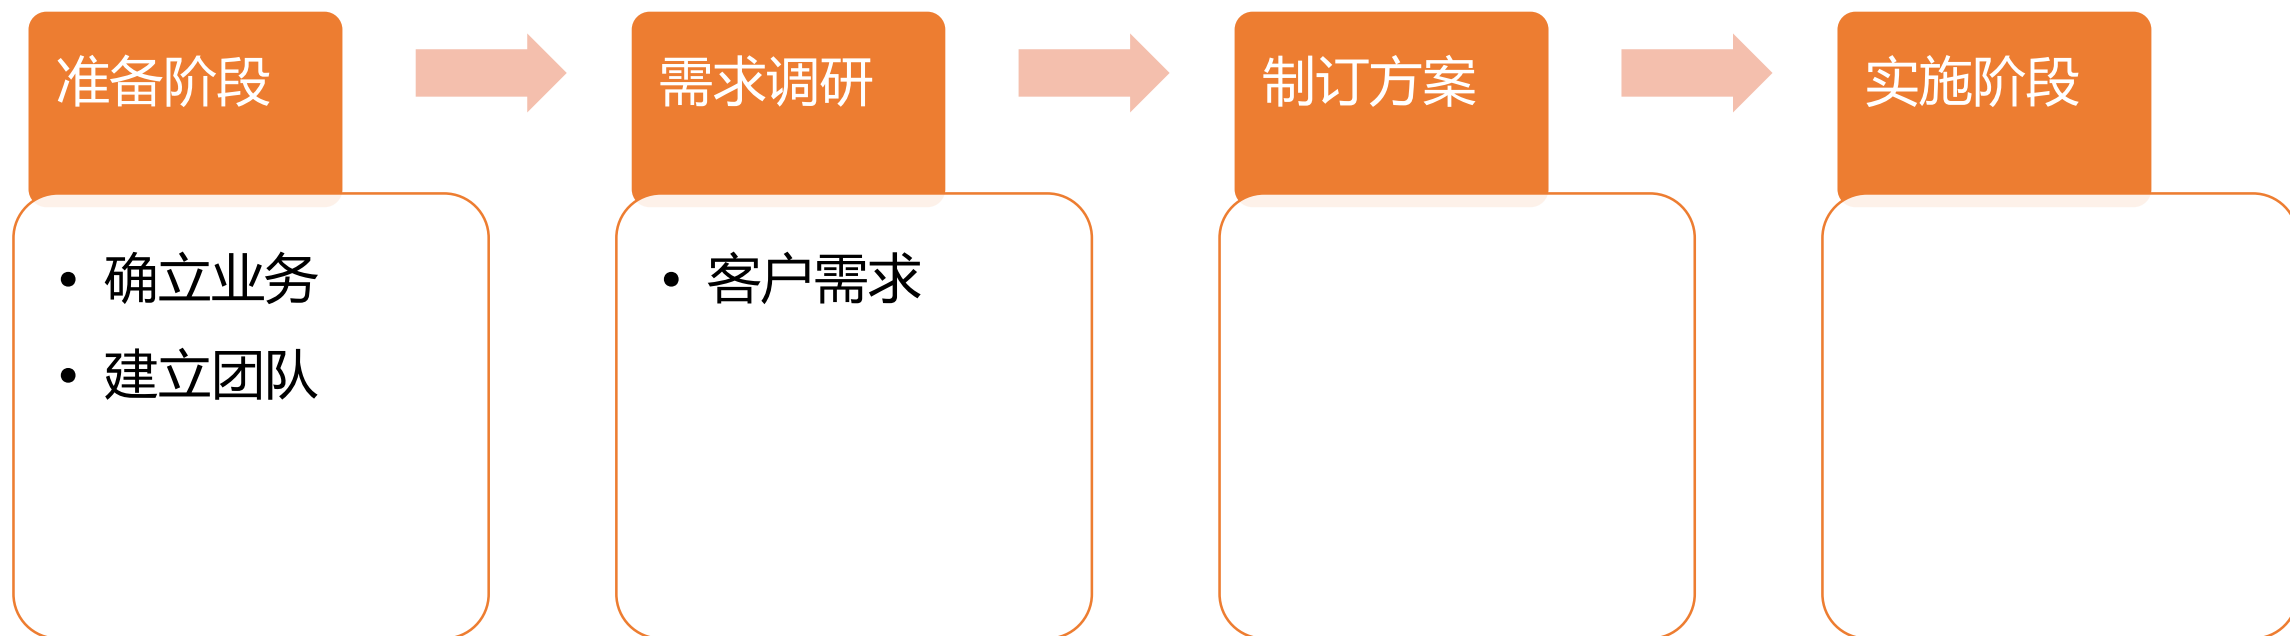 准备阶段
• 确立业务
• 建立团队
需求调研
• 客户需求
制订方案
实施阶段